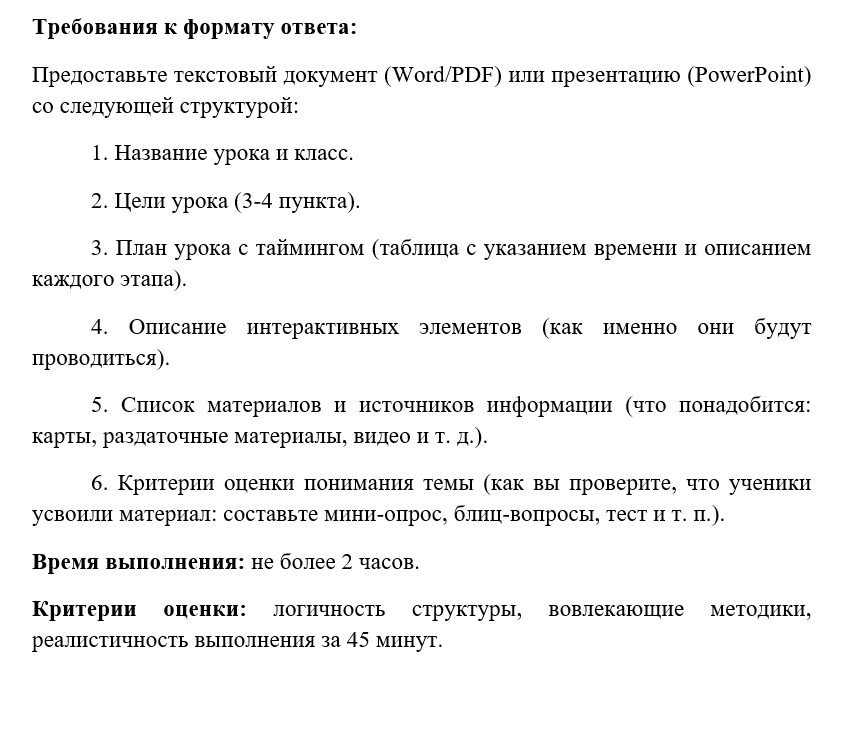 Требования к формату ответа:
Предоставьте текстовый документ (Word/PDF) или презентацию (PowerPoint)
со следующей структурой:
1. Название урока и класс.
2. Цели урока (3-4 пункта).
3. План урока с таймингом (таблица с указанием времени и описанием
каждого этапа).
4. Описание интерактивных элементов (как именно они будут
проводиться).
5. Список материалов и источников информации (что понадобится:
карты, раздаточные материалы, видео и т. д.).
6. Критерии оценки понимания темы (как вы проверите, что ученики
усвоили материал: составьте мини-опрос, блиц-вопросы, тест и т. п.).
Время выполнения: не более 2 часов.
Критерии оценки: логичность структуры, вовлекающие методики,
реалистичность выполнения за 45 минут.